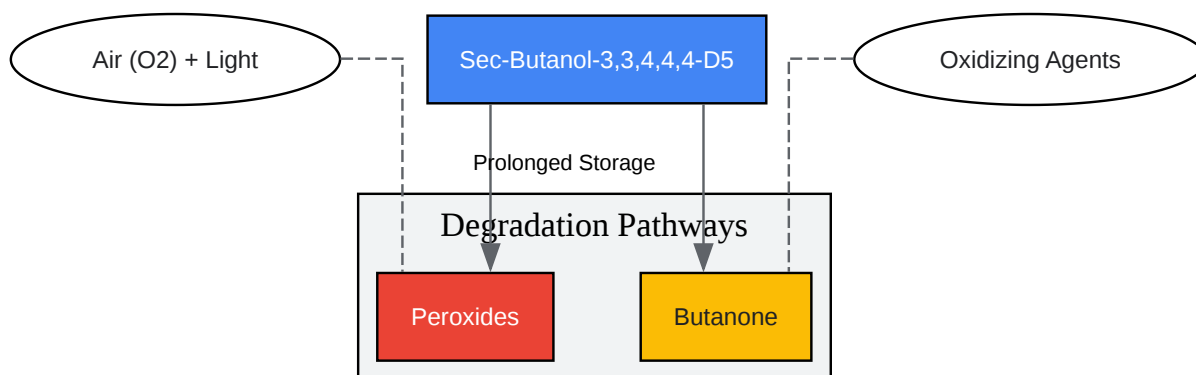 Air (O2) + Light
Sec-Butanol-3,3,4,4,4-D5
Oxidizing Agents
Prolonged Storage
Degradation Pathways
Peroxides
Butanone